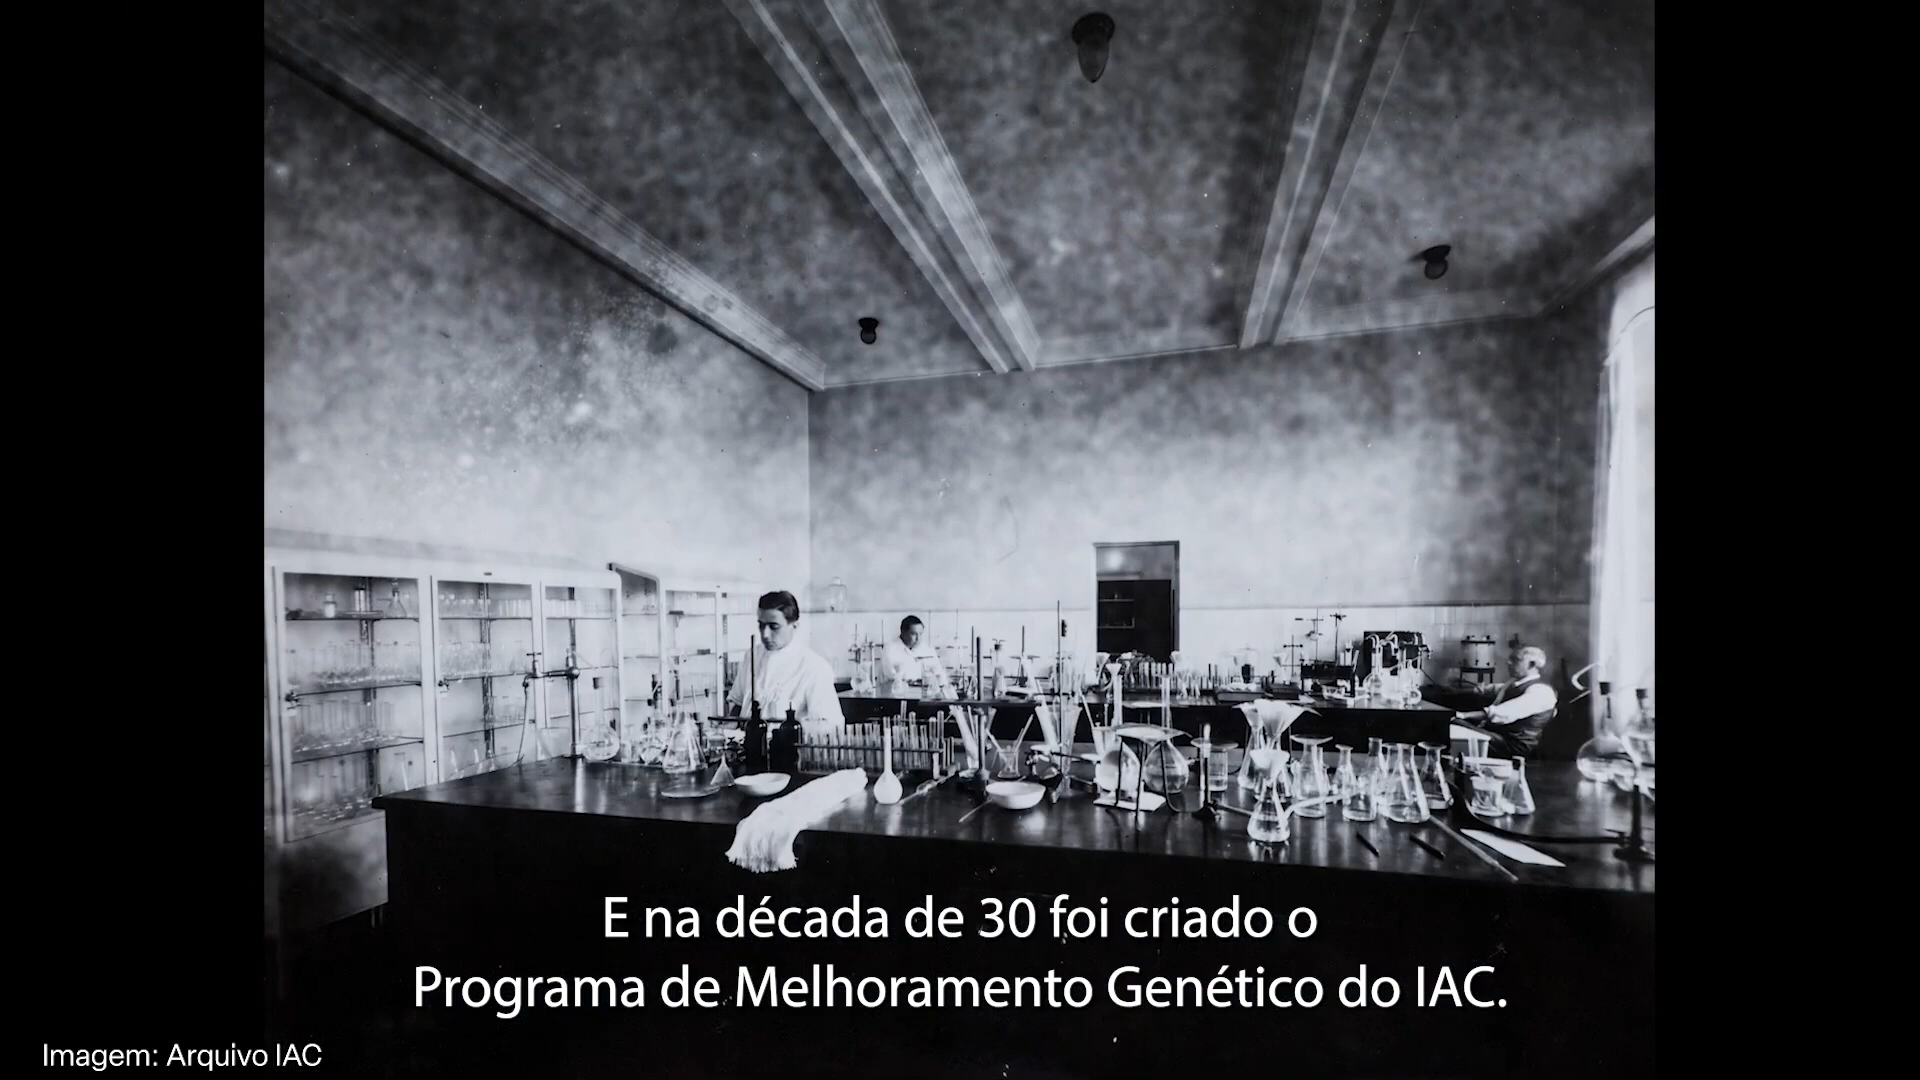 E na década de 30 foi criado o
Programa de Melhoramento Genético do IAC.
Imagem: Arquivo IAC